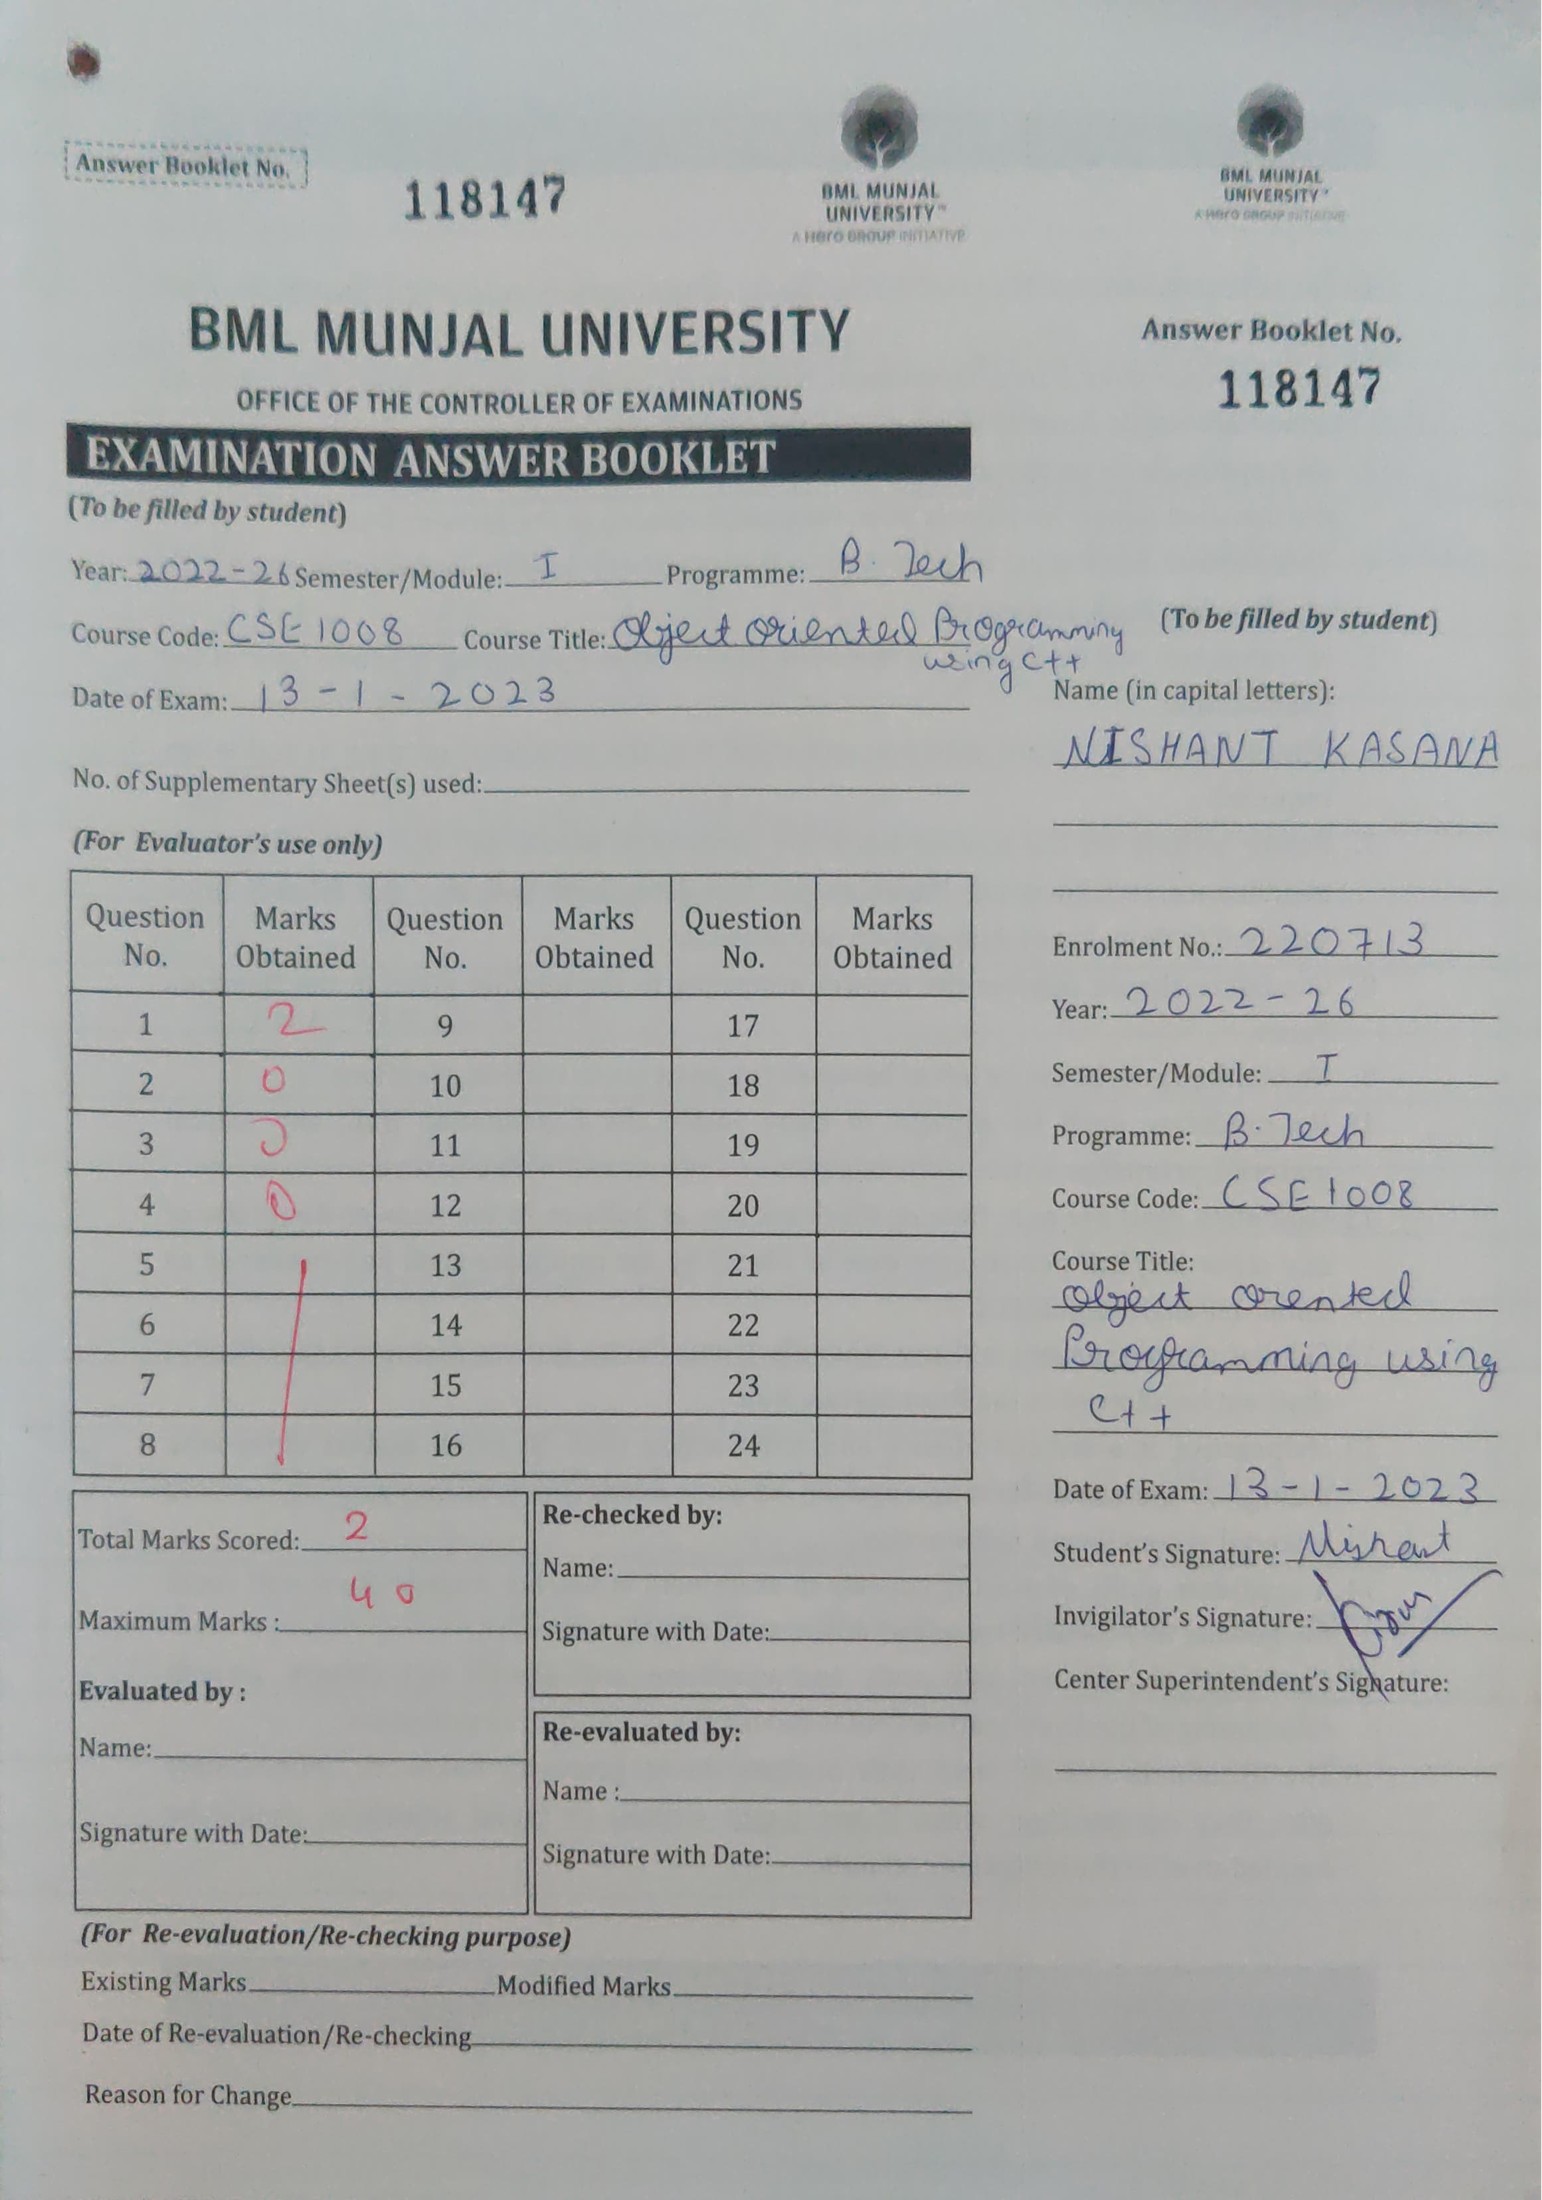 Answer Booklet No.
118147
BML MUNJAL
UNIVERSITY™
A Hero GROUP INITIATIVE
BML MUNJAL UNIVERSITY
OFFICE OF THE CONTROLLER OF EXAMINATIONS
EXAMINATION ANSWER BOOKLET
(To be filled by student)
Year: 2022-26 Semester/Module: I Programme: B. Tech
Course Code: CSE1008 Course Title: Object oriented Programming
using C++
Date of Exam: 13-1-2023
No. of Supplementary Sheet(s) used:
(For Evaluator's use only)
Question No. Marks Obtained Question No. Marks Obtained Question No. Marks Obtained
1 2 9 17
2 0 10 18
3 0 11 19
4 0 12 20
5 13 21
6 14 22
7 15 23
8 16 24
Total Marks Scored: 2
Maximum Marks : 40
Evaluated by :
Name:
Signature with Date:
Re-checked by:
Name:
Signature with Date:
Re-evaluated by:
Name :
Signature with Date:
(For Re-evaluation/Re-checking purpose)
Existing Marks Modified Marks
Date of Re-evaluation/Re-checking
Reason for Change
BML MUNJAL
UNIVERSITY™
A Hero GROUP INITIATIVE
Answer Booklet No.
118147
(To be filled by student)
Name (in capital letters):
NISHANT KASANA
Enrolment No.: 220713
Year: 2022-26
Semester/Module: I
Programme: B. Tech
Course Code: CSE1008
Course Title:
Object orented
Programming using
C++
Date of Exam: 13-1-2023
Student's Signature: Nishant
Invigilator's Signature:
Center Superintendent's Signature: